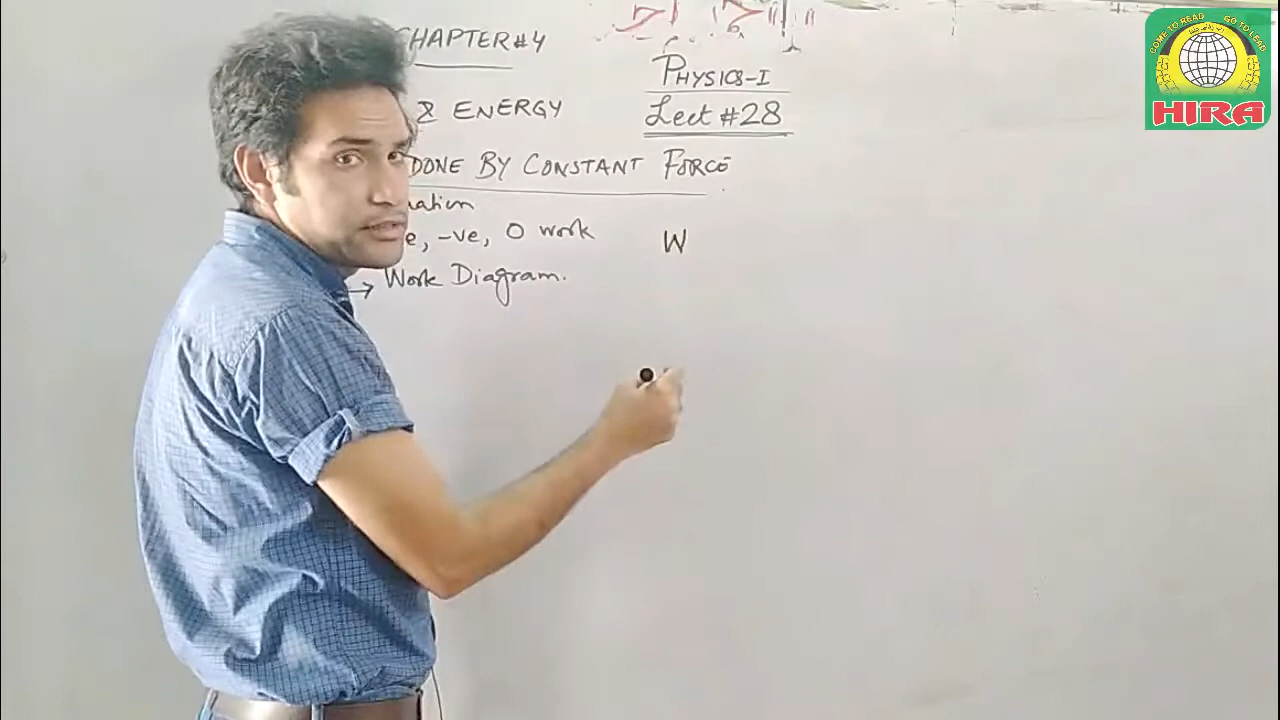 CHAPTER#4
PHYSICS-I
Lect #28
& ENERGY
DONE BY CONSTANT FORCE
-ve, 0 work
W
→ Work Diagram.
COME TO READ GO TO LEAD
HIRA